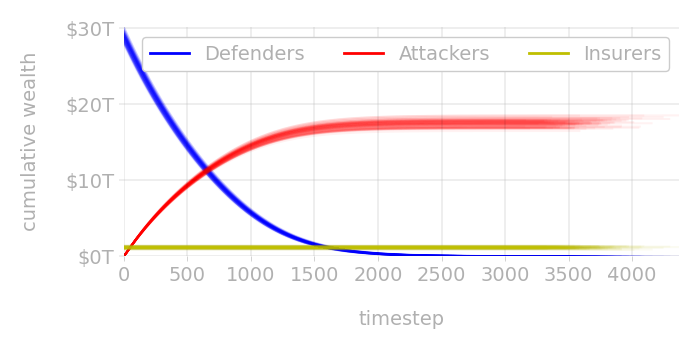 $30T
Defenders Attackers Insurers
$20T
cumulative wealth
$10T
$0T
0 500 1000 1500 2000 2500 3000 3500 4000
timestep